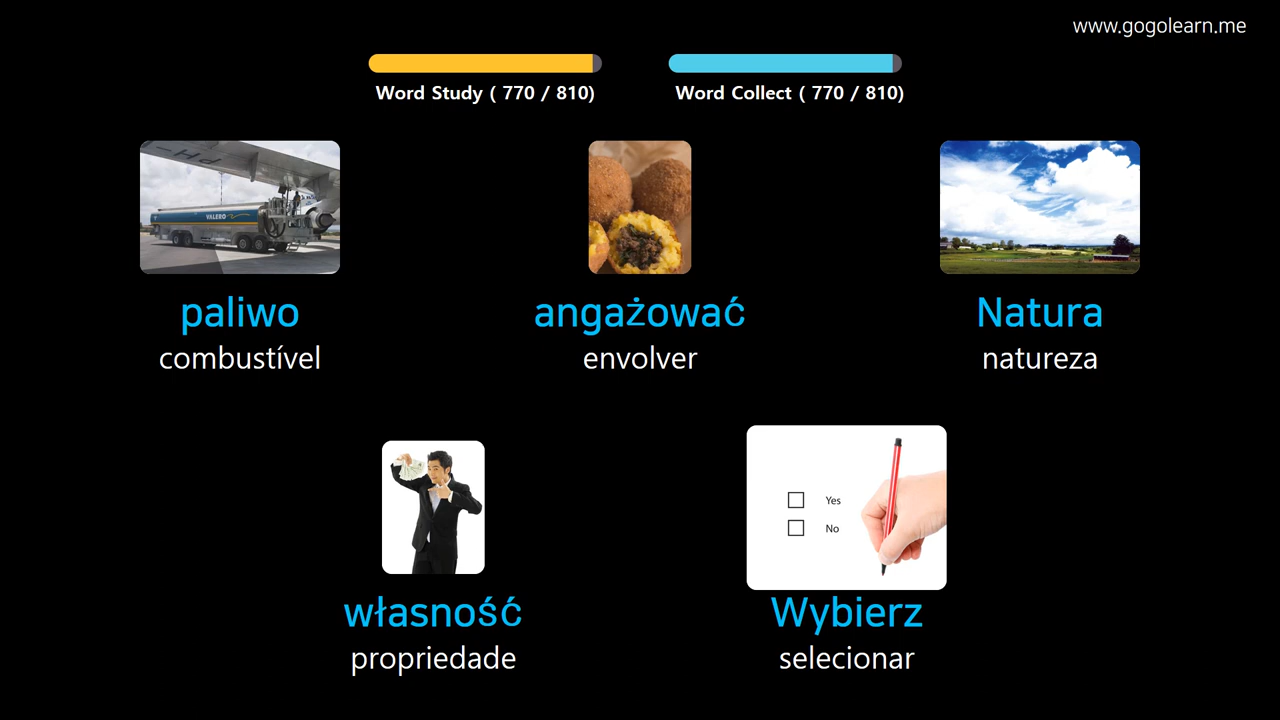 www.gogolearn.me
Word Study ( 770 / 810)
Word Collect ( 770 / 810)
PH-
VALERO
paliwo
combustível
angażować
envolver
Natura
natureza
Yes
No
własność
propriedade
Wybierz
selecionar